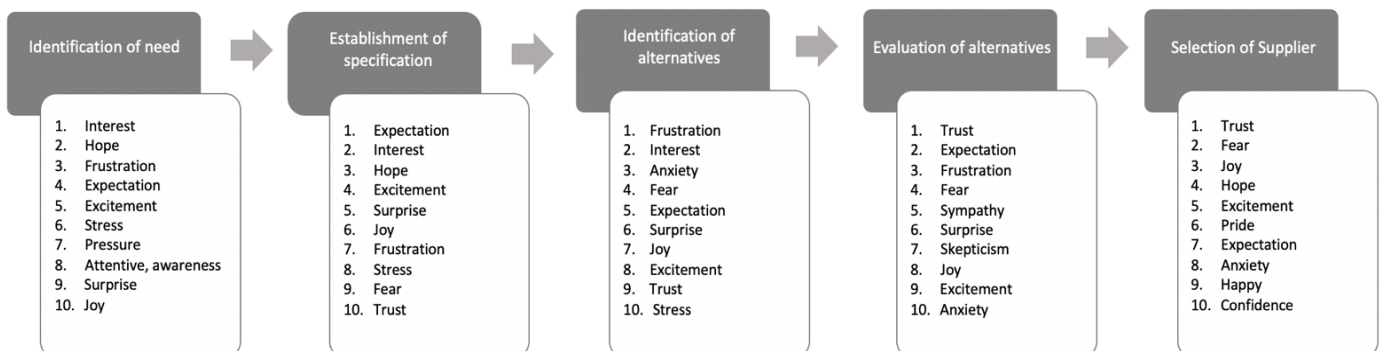 Identification of need
1. Interest
2. Hope
3. Frustration
4. Expectation
5. Excitement
6. Stress
7. Pressure
8. Attentive, awareness
9. Surprise
10. Joy
Establishment of
specification
1. Expectation
2. Interest
3. Hope
4. Excitement
5. Surprise
6. Joy
7. Frustration
8. Stress
9. Fear
10. Trust
Identification of
alternatives
1. Frustration
2. Interest
3. Anxiety
4. Fear
5. Expectation
6. Surprise
7. Joy
8. Excitement
9. Trust
10. Stress
Evaluation of alternatives
1. Trust
2. Expectation
3. Frustration
4. Fear
5. Sympathy
6. Surprise
7. Skepticism
8. Joy
9. Excitement
10. Anxiety
Selection of Supplier
1. Trust
2. Fear
3. Joy
4. Hope
5. Excitement
6. Pride
7. Expectation
8. Anxiety
9. Happy
10. Confidence